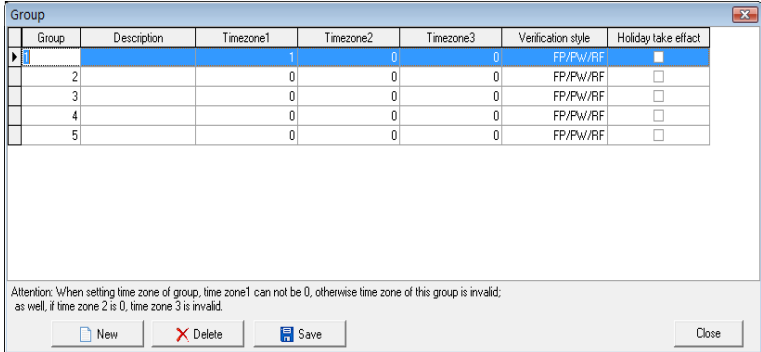 Group
Group Description Timezone1 Timezone2 Timezone3 Verification style Holiday take effact
1 1 0 0 FP/PW/RF
2 0 0 0 FP/PW/RF
3 0 0 0 FP/PW/RF
4 0 0 0 FP/PW/RF
5 0 0 0 FP/PW/RF
Attention: When setting time zone of group, time zone1 can not be 0, otherwise time zone of this group is invalid;
as well, if time zone 2 is 0, time zone 3 is invalid.
New Delete Save Close